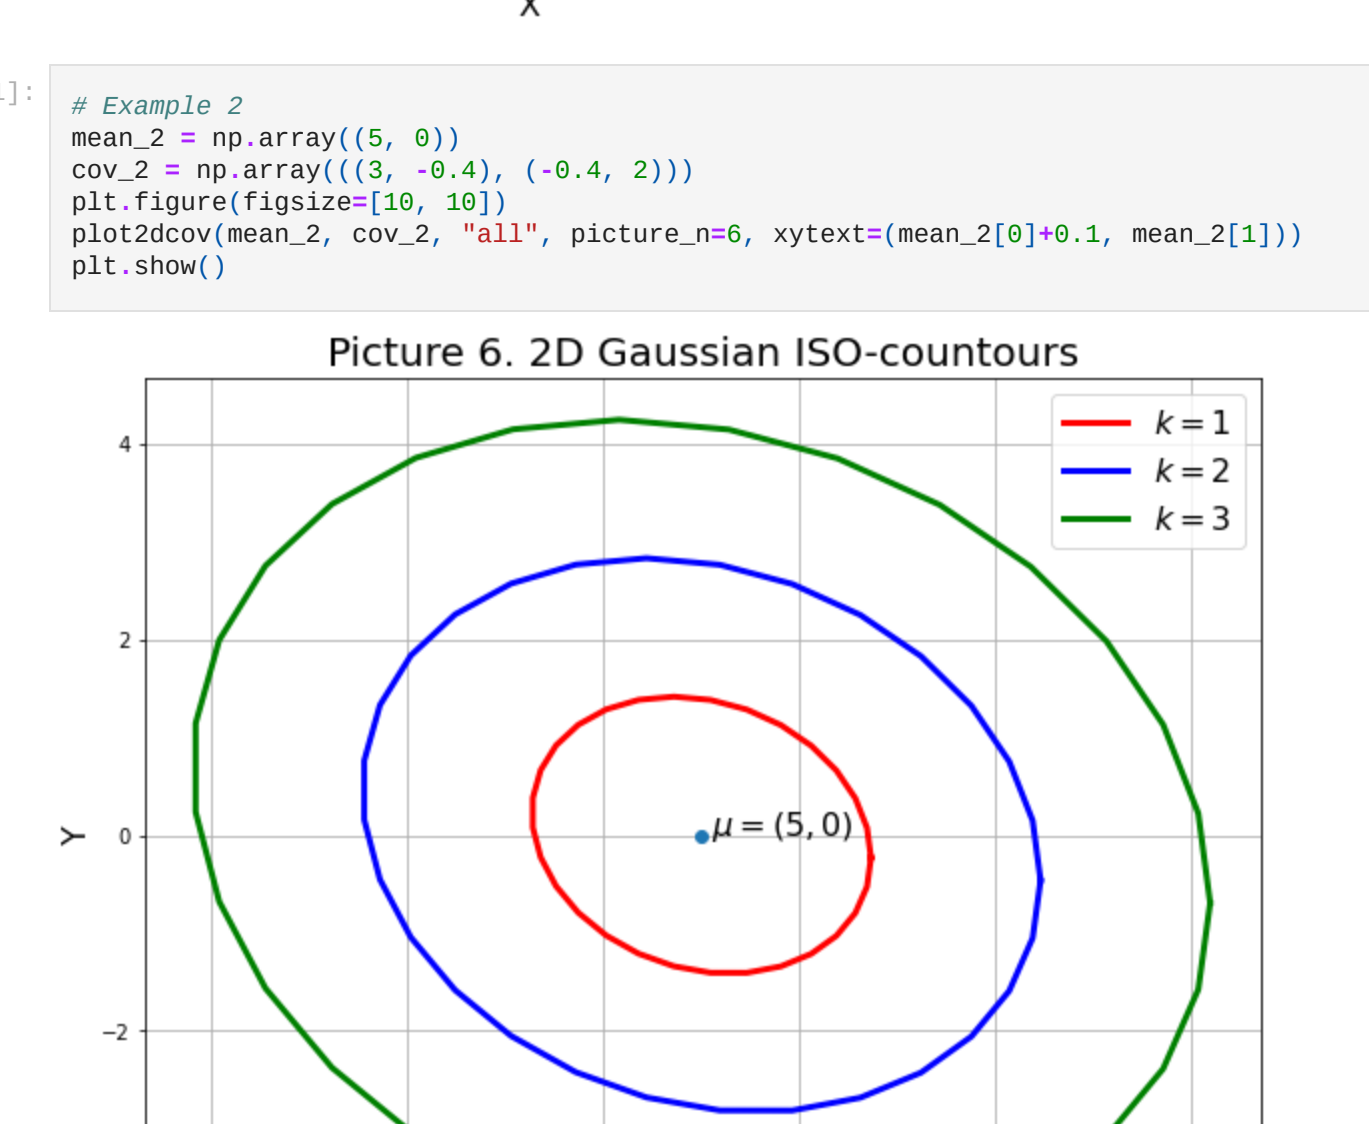 X
]:
# Example 2
mean_2 = np.array((5, 0))
cov_2 = np.array(((3, -0.4), (-0.4, 2)))
plt.figure(figsize=[10, 10])
plot2dcov(mean_2, cov_2, "all", picture_n=6, xytext=(mean_2[0]+0.1, mean_2[1]))
plt.show()
Picture 6. 2D Gaussian ISO-countours
k = 1
k = 2
k = 3
4
2
0
−2
Y
μ = (5, 0)